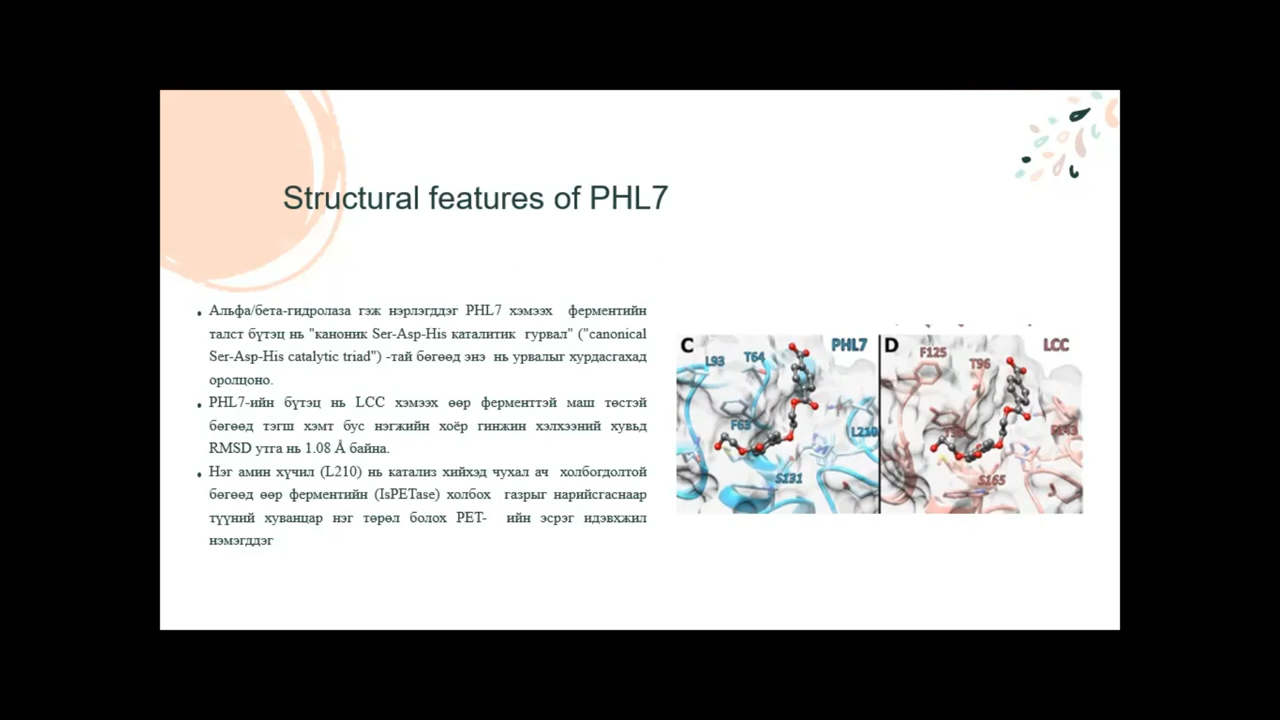 Structural features of PHL7
• Альфа/бета-гидролаза гэж нэрлэгддэг PHL7 хэмээх ферментийн
талст бүтэц нь "каноник Ser-Asp-His каталитик гурвал" ("canonical
Ser-Asp-His catalytic triad") -тай бөгөөд энэ нь урвалыг хурдасгахад
оролцоно.
• PHL7-ийн бүтэц нь LCC хэмээх өөр ферменттэй маш төстэй
бөгөөд тэгш хэмт бус нэгжийн хоёр гинжин хэлхээний хувьд
RMSD утга нь 1.08 Å байна.
• Нэг амин хүчил (L210) нь катализ хийхэд чухал ач холбогдолтой
бөгөөд өөр ферментийн (IsPETase) холбох газрыг нарийсгаснаар
түүний хуванцар нэг төрөл болох PET- ийн эсрэг идэвхжил
нэмэгддэг
C PHL7
L93 T64
F63
L210
S131
D LCC
F125
T96
S165